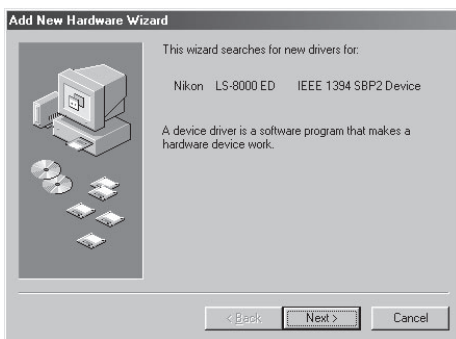 Add New Hardware Wizard
This wizard searches for new drivers for:
Nikon LS-8000 ED IEEE 1394 SBP2 Device
A device driver is a software program that makes a
hardware device work.
< Back Next > Cancel